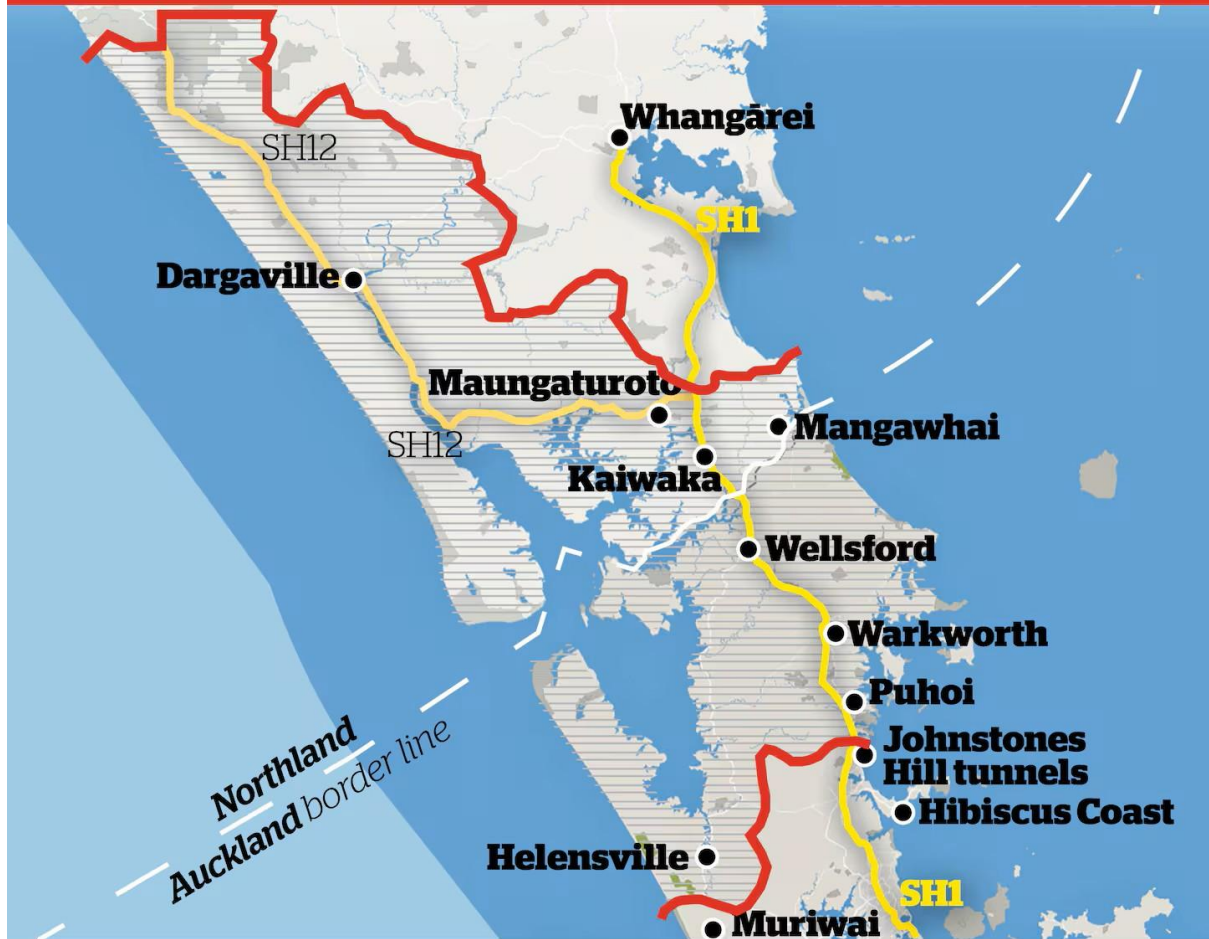 Whangārei
SH12
SH1
Dargaville
Maungaturoto
Mangawhai
SH12
Kaiwaka
Wellsford
Warkworth
Puhoi
Northland
Auckland border line
Johnstones
Hill tunnels
Hibiscus Coast
Helensville
SH1
Muriwai